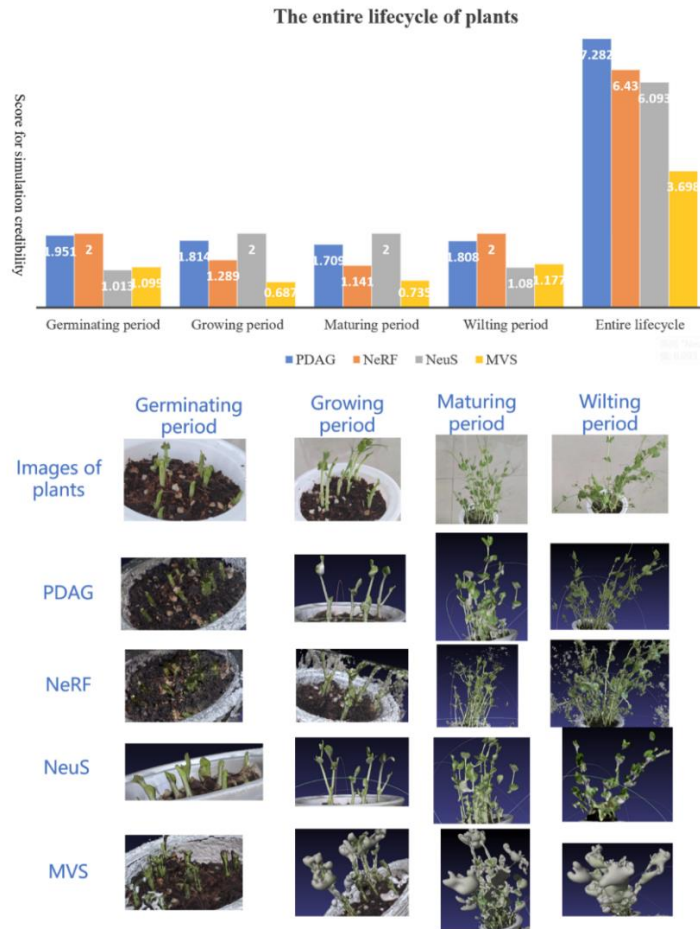 The entire lifecycle of plants
Score for simulation credibility
7.282
6.43
6.093
3.698
1.951
2
1.013
1.099
1.814
1.289
2
0.687
1.709
1.141
2
0.735
1.808
2
1.08
1.177
Germinating period
Growing period
Maturing period
Wilting period
Entire lifecycle
PDAG
NeRF
NeuS
MVS
Germinating
period
Growing
period
Maturing
period
Wilting
period
Images of
plants
PDAG
NeRF
NeuS
MVS